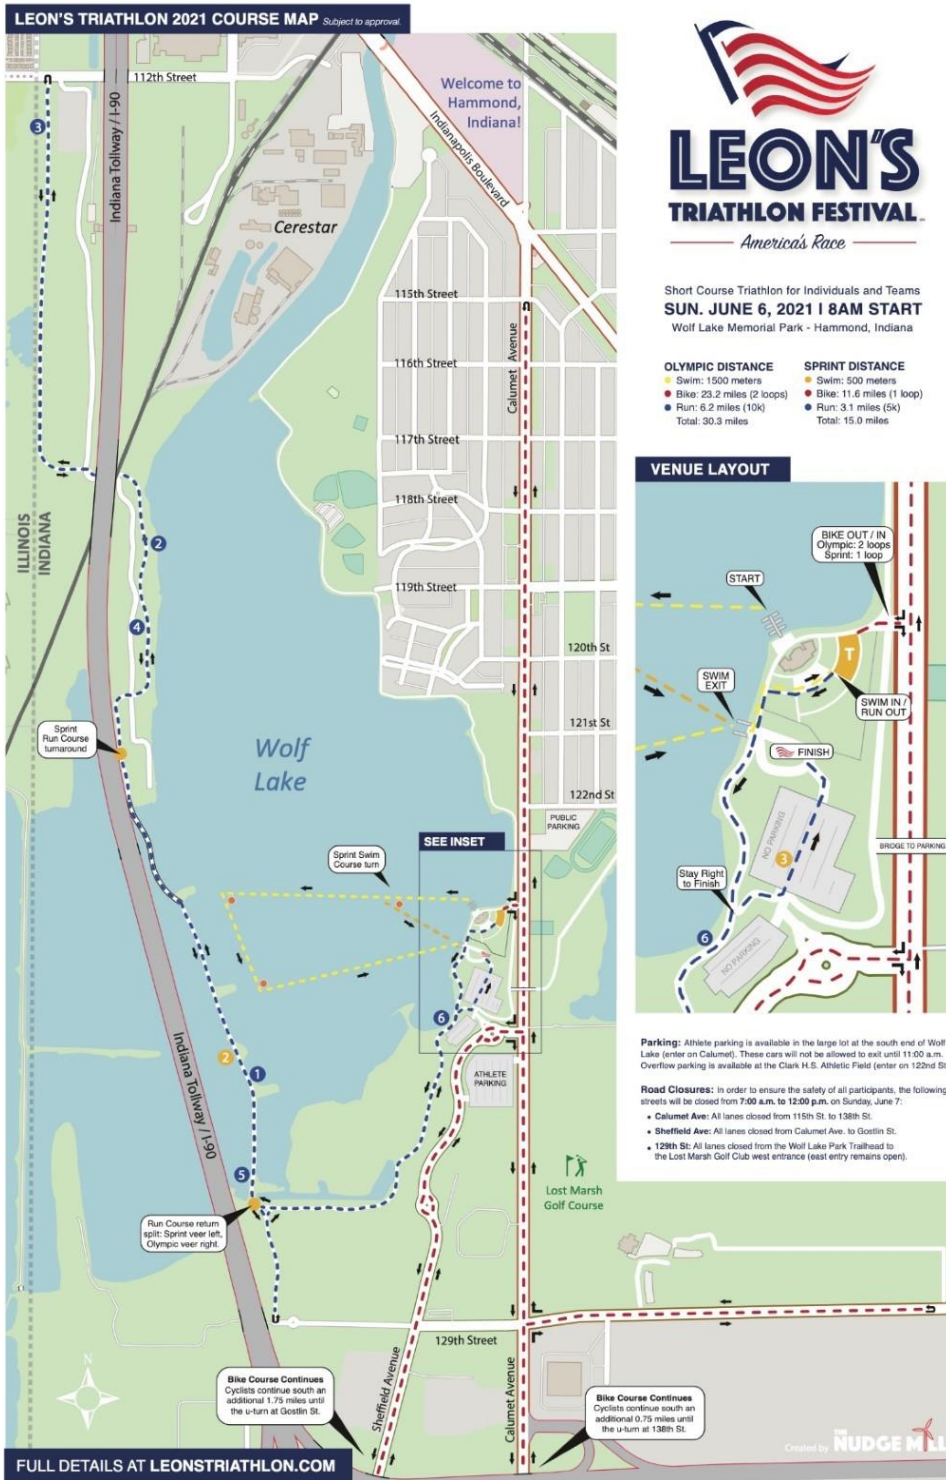 LEON'S TRIATHLON 2021 COURSE MAP Subject to approval.
112th Street
3
Indiana Tollway / I-90
Welcome to
Hammond,
Indiana!
Indianapolis Boulevard
Cerestar
115th Street
Calumet Avenue
116th Street
117th Street
118th Street
119th Street
120th St
121st St
122nd St
ILLINOIS
INDIANA
2
4
Sprint
Run Course
turnaround
Wolf
Lake
PUBLIC
PARKING
SEE INSET
Sprint Swim
Course turn
6
2
1
ATHLETE
PARKING
Indiana Tollway / I-90
5
Lost Marsh
Golf Course
Run Course return
split: Sprint veer left,
Olympic veer right.
129th Street
Sheffield Avenue
Calumet Avenue
N
Bike Course Continues
Cyclists continue south an
additional 1.75 miles until
the u-turn at Gostlin St.
Bike Course Continues
Cyclists continue south an
additional 0.75 miles until
the u-turn at 138th St.
FULL DETAILS AT LEONSTRIATHLON.COM
Created by THE NUDGE MILL
LEON'S
TRIATHLON FESTIVAL
America's Race
Short Course Triathlon for Individuals and Teams
SUN. JUNE 6, 2021 | 8AM START
Wolf Lake Memorial Park - Hammond, Indiana
OLYMPIC DISTANCE
Swim: 1500 meters
Bike: 23.2 miles (2 loops)
Run: 6.2 miles (10k)
Total: 30.3 miles
SPRINT DISTANCE
Swim: 500 meters
Bike: 11.6 miles (1 loop)
Run: 3.1 miles (5k)
Total: 15.0 miles
VENUE LAYOUT
BIKE OUT / IN
Olympic: 2 loops
Sprint: 1 loop
START
T
SWIM
EXIT
SWIM IN /
RUN OUT
FINISH
NO PARKING
3
BRIDGE TO PARKING
Stay Right
to Finish
6
NO PARKING
Parking: Athlete parking is available in the large lot at the south end of Wolf
Lake (enter on Calumet). These cars will not be allowed to exit until 11:00 a.m.
Overflow parking is available at the Clark H.S. Athletic Field (enter on 122nd St
Road Closures: In order to ensure the safety of all participants, the following
streets will be closed from 7:00 a.m. to 12:00 p.m. on Sunday, June 7:
• Calumet Ave: All lanes closed from 115th St. to 138th St.
• Sheffield Ave: All lanes closed from Calumet Ave. to Gostlin St.
• 129th St: All lanes closed from the Wolf Lake Park Trailhead to
the Lost Marsh Golf Club west entrance (east entry remains open).